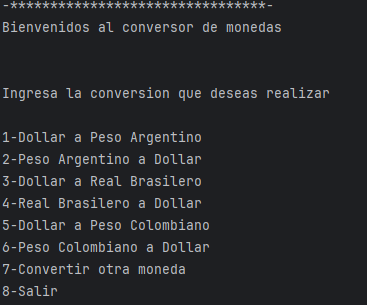 -********************************-
Bienvenidos al conversor de monedas
Ingresa la conversion que deseas realizar
1-Dollar a Peso Argentino
2-Peso Argentino a Dollar
3-Dollar a Real Brasilero
4-Real Brasilero a Dollar
5-Dollar a Peso Colombiano
6-Peso Colombiano a Dollar
7-Convertir otra moneda
8-Salir